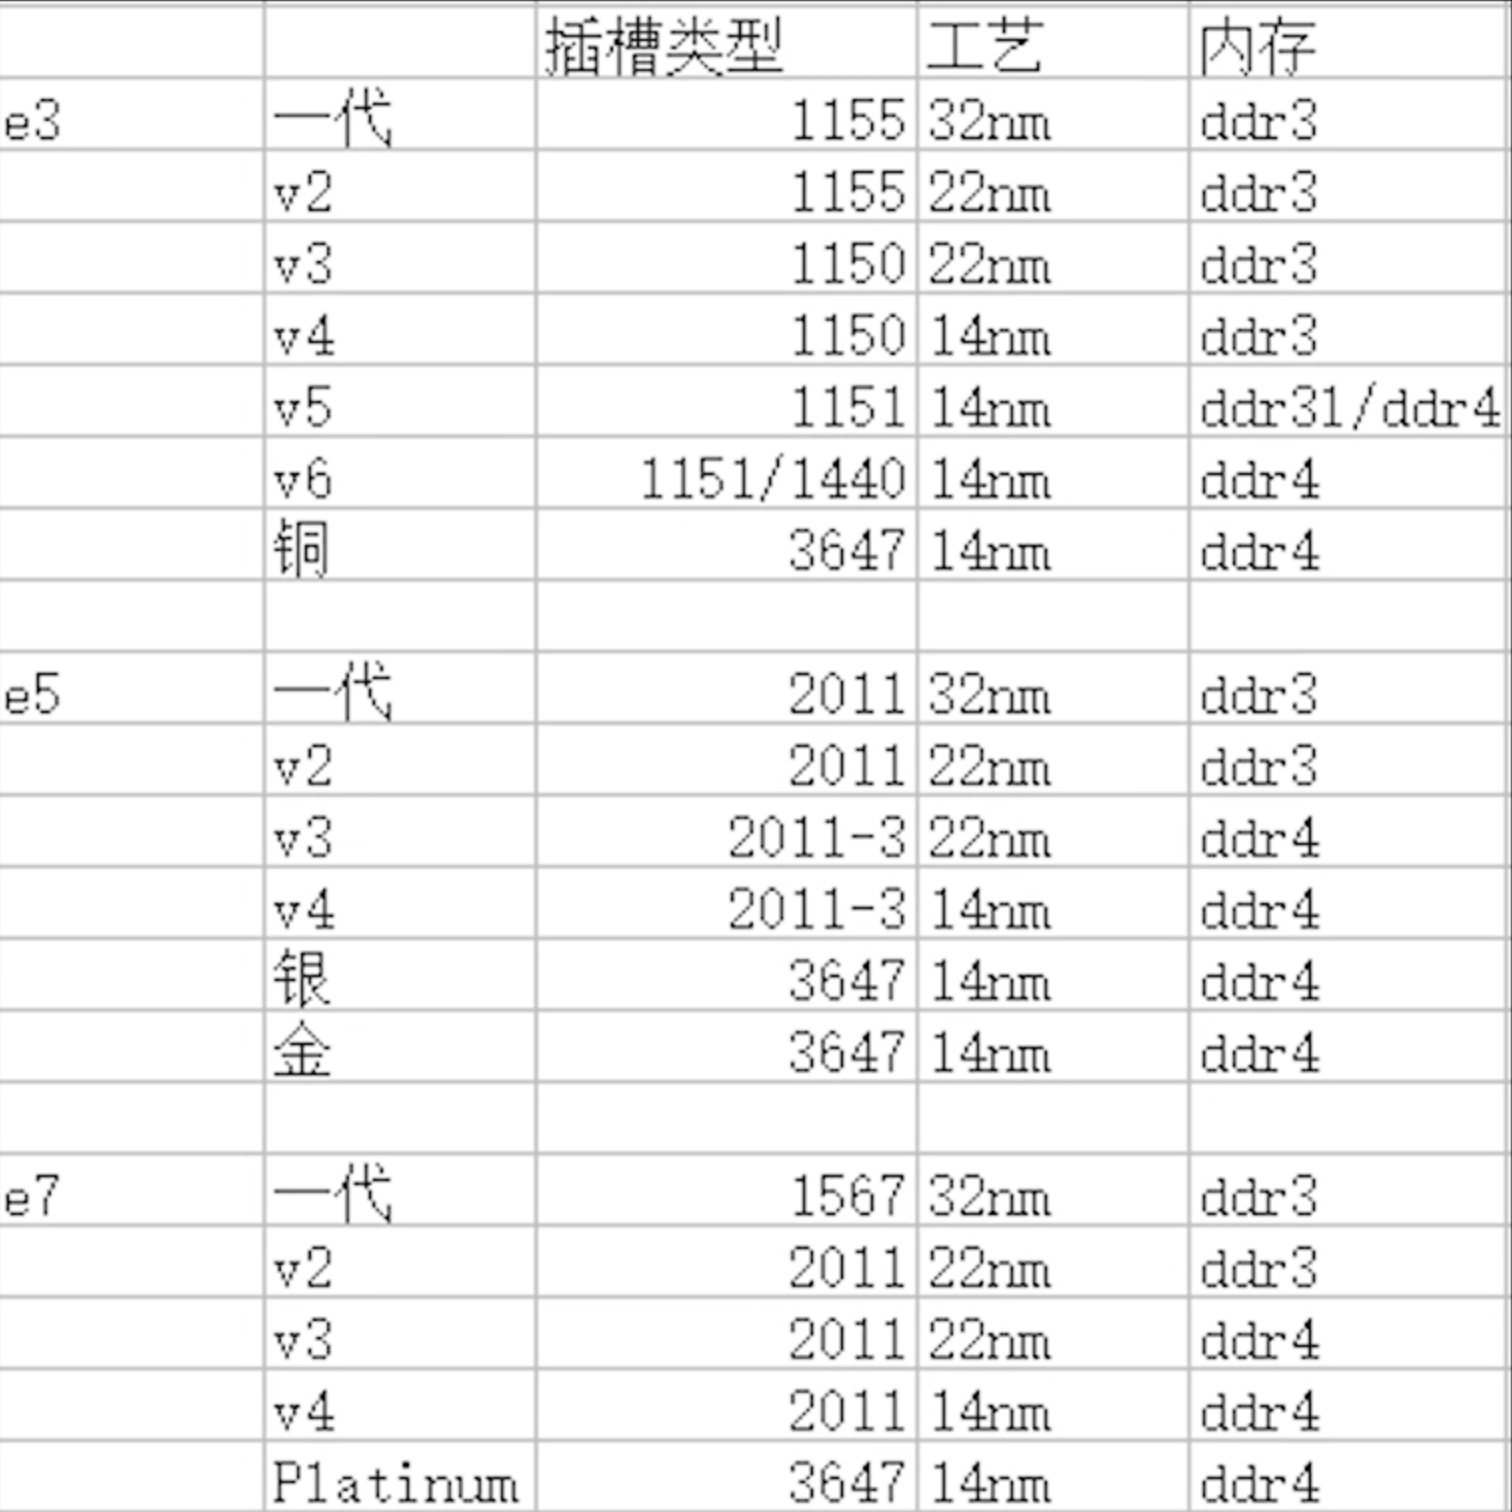 插槽类型 工艺 内存
e3 一代 1155 32nm ddr3
v2 1155 22nm ddr3
v3 1150 22nm ddr3
v4 1150 14nm ddr3
v5 1151 14nm ddr31/ddr4
v6 1151/1440 14nm ddr4
铜 3647 14nm ddr4
e5 一代 2011 32nm ddr3
v2 2011 22nm ddr3
v3 2011-3 22nm ddr4
v4 2011-3 14nm ddr4
银 3647 14nm ddr4
金 3647 14nm ddr4
e7 一代 1567 32nm ddr3
v2 2011 22nm ddr3
v3 2011 22nm ddr4
v4 2011 14nm ddr4
Platinum 3647 14nm ddr4